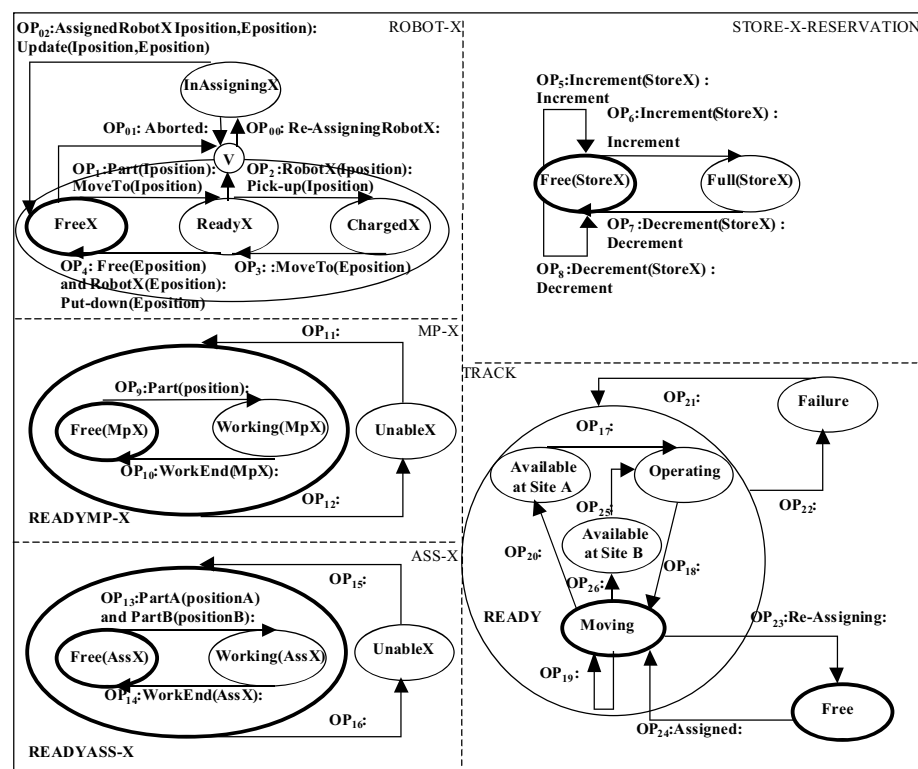 OP02:AssignedRobotX Iposition,Eposition):
Update(Iposition,Eposition)
ROBOT-X
InAssigningX
OP01: Aborted:
OP00: Re-AssigningRobotX:
V
OP1:Part(Iposition):
MoveTo(Iposition)
OP2:RobotX(Iposition):
Pick-up(Iposition)
FreeX
ReadyX
ChargedX
OP4: Free(Eposition)
and RobotX(Eposition):
Put-down(Eposition)
OP3: :MoveTo(Eposition)
STORE-X-RESERVATION
OP5:Increment(StoreX) :
Increment
OP6:Increment(StoreX) :
Increment
Free(StoreX)
Full(StoreX)
OP7:Decrement(StoreX) :
Decrement
OP8:Decrement(StoreX) :
Decrement
MP-X
OP11:
OP9:Part(position):
Free(MpX)
Working(MpX)
UnableX
OP10:WorkEnd(MpX):
OP12:
READYMP-X
ASS-X
OP15:
OP13:PartA(positionA)
and PartB(positionB):
Free(AssX)
Working(AssX)
UnableX
OP14:WorkEnd(AssX):
OP16:
READYASS-X
TRACK
OP21:
Failure
OP17:
Available
at Site A
Operating
OP22:
OP25:
Available
at Site B
OP20:
OP18:
OP26:
READY
Moving
OP23:Re-Assigning:
OP19:
OP24:Assigned:
Free